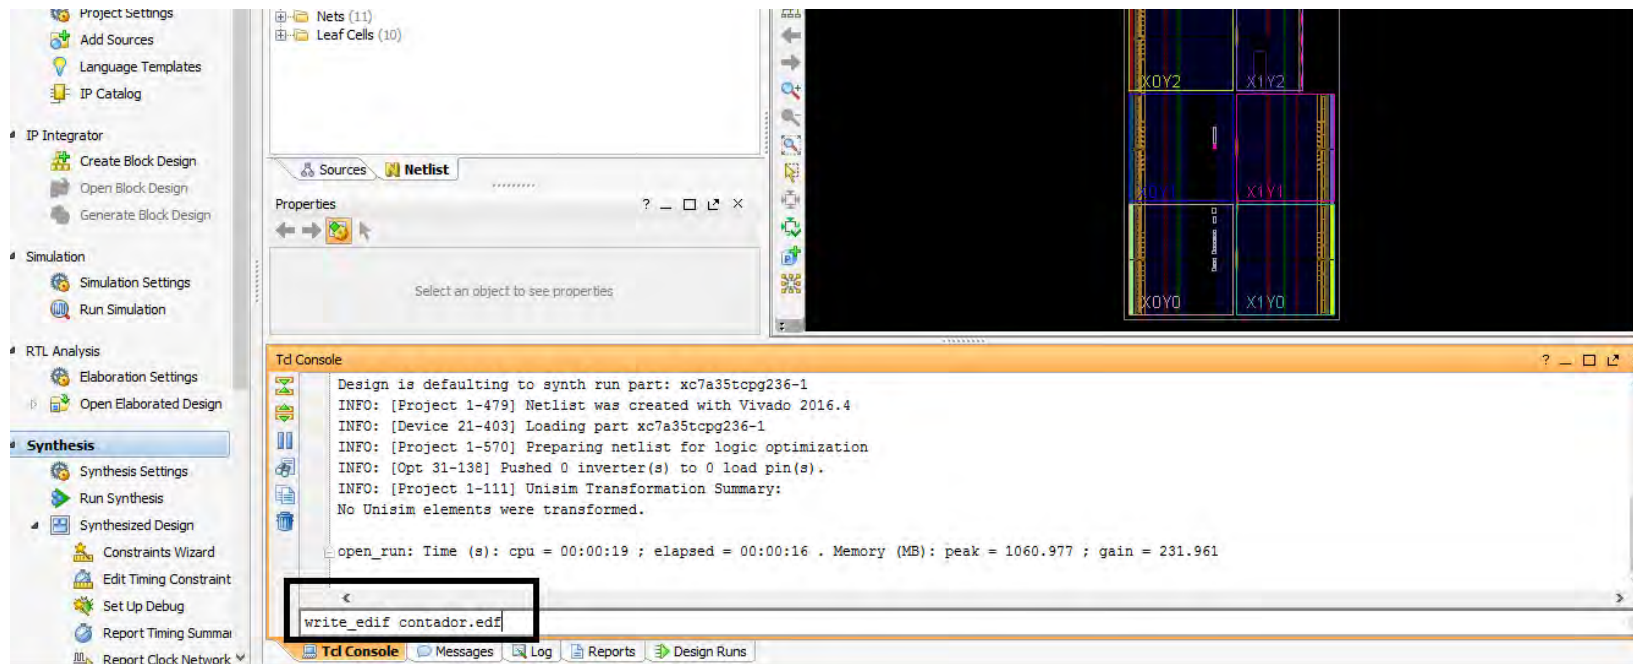 Project Settings
Add Sources
Language Templates
IP Catalog
IP Integrator
Create Block Design
Open Block Design
Generate Block Design
Simulation
Simulation Settings
Run Simulation
RTL Analysis
Elaboration Settings
Open Elaborated Design
Synthesis
Synthesis Settings
Run Synthesis
Synthesized Design
Constraints Wizard
Edit Timing Constraint
Set Up Debug
Report Timing Summar
Report Clock Network
Nets (11)
Leaf Cells (10)
Sources Netlist
Properties
Select an object to see properties
X0Y2 X1Y2
X0Y1 X1Y1
X0Y0 X1Y0
Tcl Console
Design is defaulting to synth run part: xc7a35tcpg236-1
INFO: [Project 1-479] Netlist was created with Vivado 2016.4
INFO: [Device 21-403] Loading part xc7a35tcpg236-1
INFO: [Project 1-570] Preparing netlist for logic optimization
INFO: [Opt 31-138] Pushed 0 inverter(s) to 0 load pin(s).
INFO: [Project 1-111] Unisim Transformation Summary:
No Unisim elements were transformed.
open_run: Time (s): cpu = 00:00:19 ; elapsed = 00:00:16 . Memory (MB): peak = 1060.977 ; gain = 231.961
write_edif contador.edf
Tcl Console Messages Log Reports Design Runs